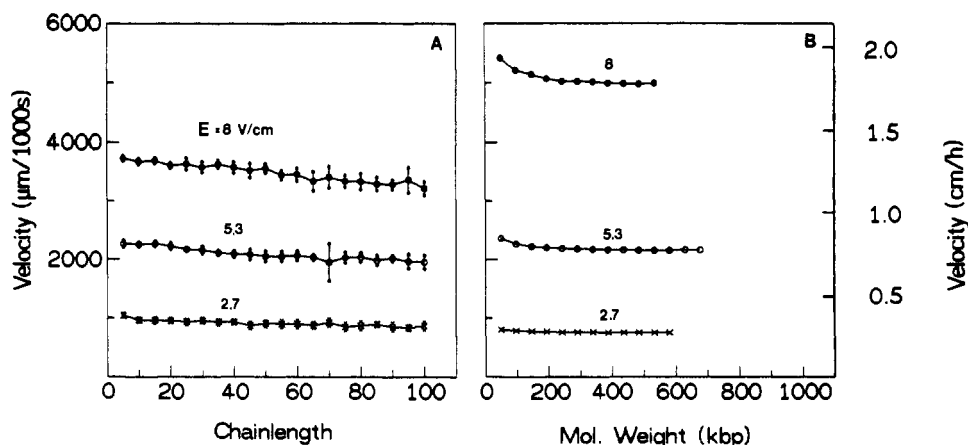 6000
4000
2000
Velocity (µm/1000s)
A
E = 8 V/cm
5.3
2.7
0 20 40 60 80 100
Chainlength
B
8
5.3
2.7
0 200 400 600 800 1000
Mol. Weight (kbp)
2.0
1.5
1.0
0.5
Velocity (cm/h)